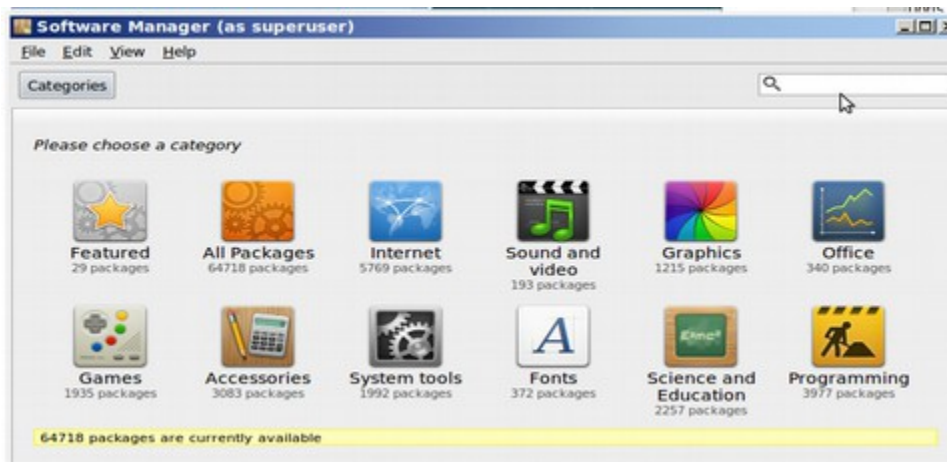 Software Manager (as superuser)
File Edit View Help
Categories
Please choose a category
Featured
29 packages
All Packages
64718 packages
Internet
5769 packages
Sound and
video
193 packages
Graphics
1215 packages
Office
340 packages
Games
1935 packages
Accessories
3083 packages
System tools
1992 packages
Fonts
372 packages
Science and
Education
2257 packages
Programming
3977 packages
64718 packages are currently available